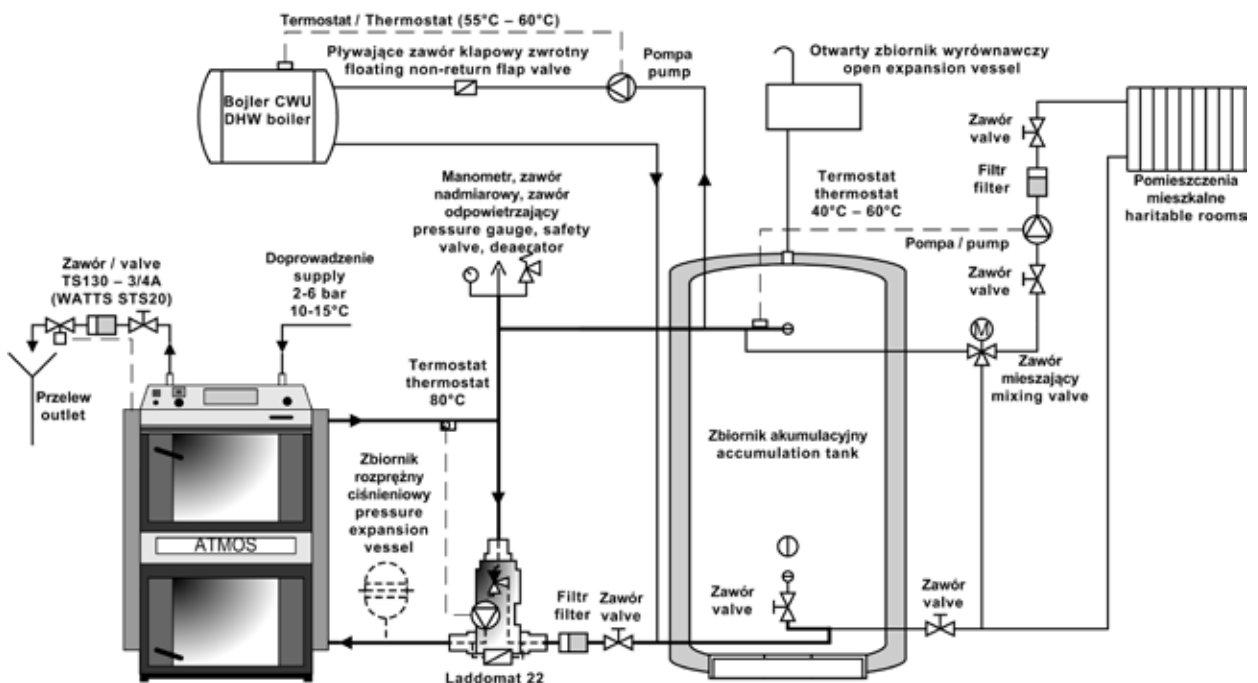 Termostat / Thermostat (55°C – 60°C)
Pływające zawór klapowy zwrotny
floating non-return flap valve
Pompa
pump
Bojler CWU
DHW boiler
Otwarty zbiornik wyrównawczy
open expansion vessel
Zawór
valve
Filtr
filter
Pomieszczenia
mieszkalne
haritable rooms
Termostat
thermostat
40°C – 60°C
Pompa / pump
Zawór
valve
M
Zawór
mieszający
mixing valve
Manometr, zawór
nadmiarowy, zawór
odpowietrzający
pressure gauge, safety
valve, deaerator
Zawór / valve
TS130 – 3/4A
(WATTS STS20)
Doprowadzenie
supply
2-6 bar
10-15°C
Przelew
outlet
Termostat
thermostat
80°C
Zbiornik
rozprężny
ciśnieniowy
pressure
expansion
vessel
ATMOS
Zbiornik akumulacyjny
accumulation tank
Filtr
filter
Zawór
valve
Zawór
valve
Zawór
valve
Laddomat 22